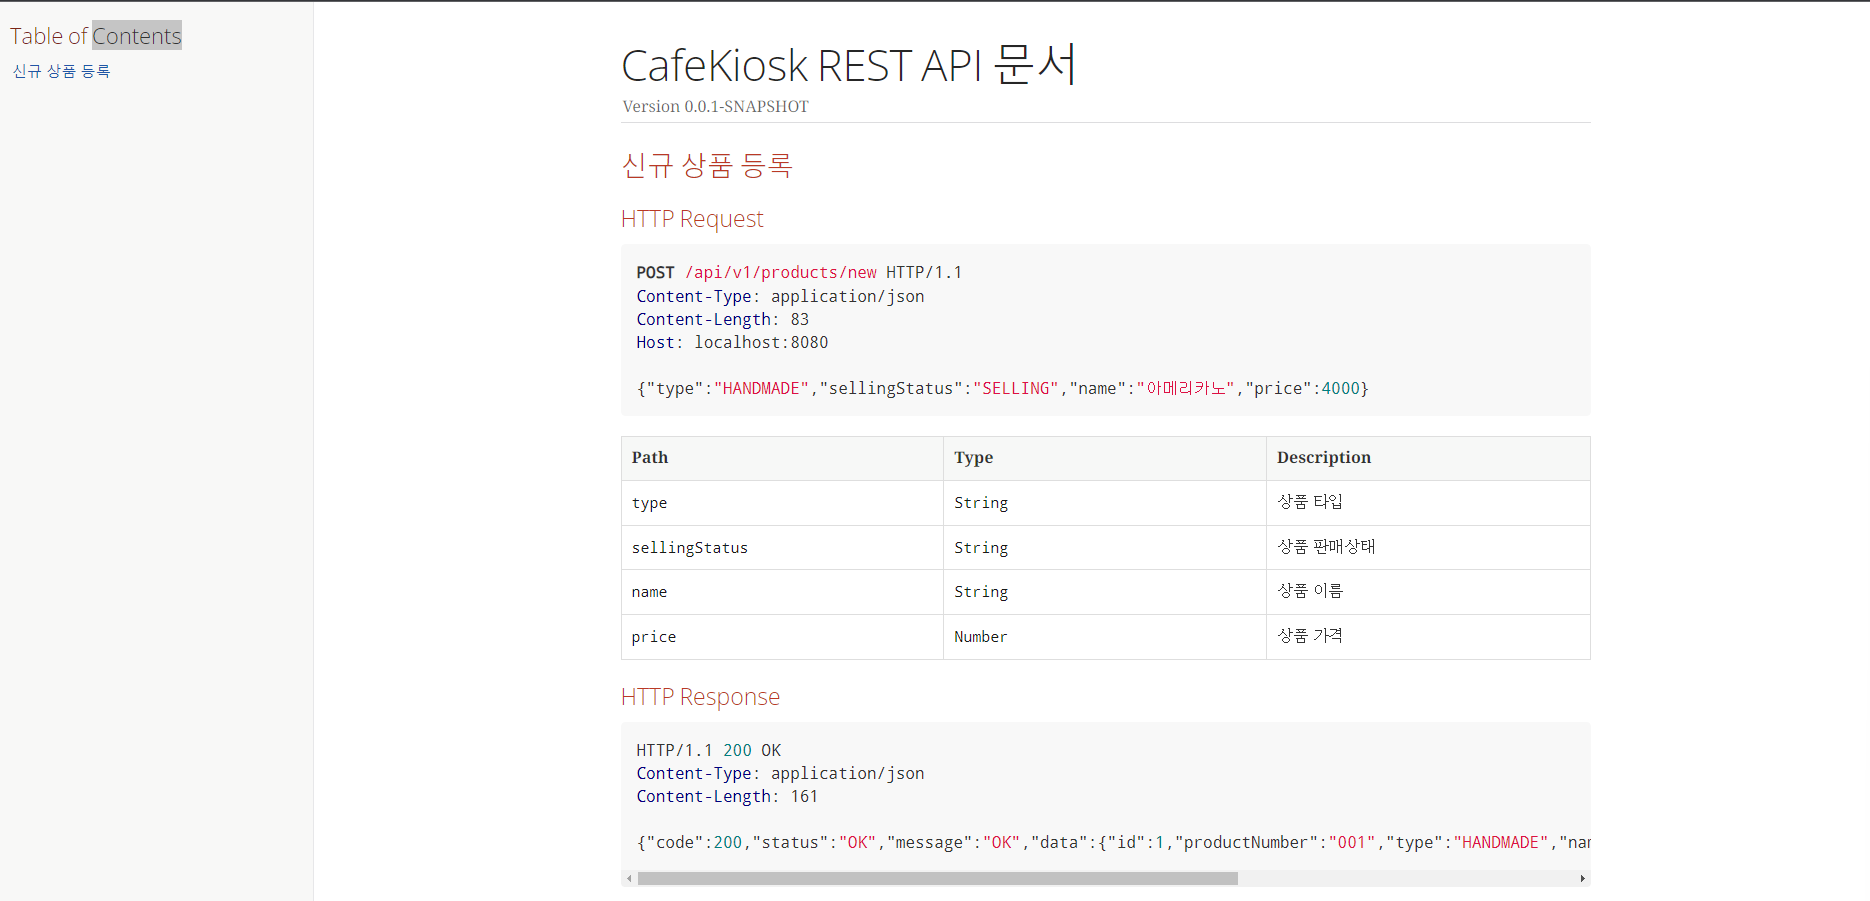 Table of Contents
신규 상품 등록
CafeKiosk REST API 문서
Version 0.0.1-SNAPSHOT
신규 상품 등록
HTTP Request
POST /api/v1/products/new HTTP/1.1
Content-Type: application/json
Content-Length: 83
Host: localhost:8080
{"type":"HANDMADE","sellingStatus":"SELLING","name":"아메리카노","price":4000}
Path Type Description
type String 상품 타입
sellingStatus String 상품 판매상태
name String 상품 이름
price Number 상품 가격
HTTP Response
HTTP/1.1 200 OK
Content-Type: application/json
Content-Length: 161
{"code":200,"status":"OK","message":"OK","data":{"id":1,"productNumber":"001","type":"HANDMADE","nar